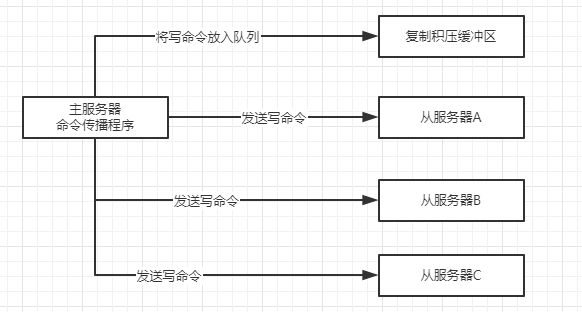 将写命令放入队列
复制积压缓冲区
主服务器
命令传播程序
发送写命令
从服务器A
发送写命令
从服务器B
发送写命令
从服务器C